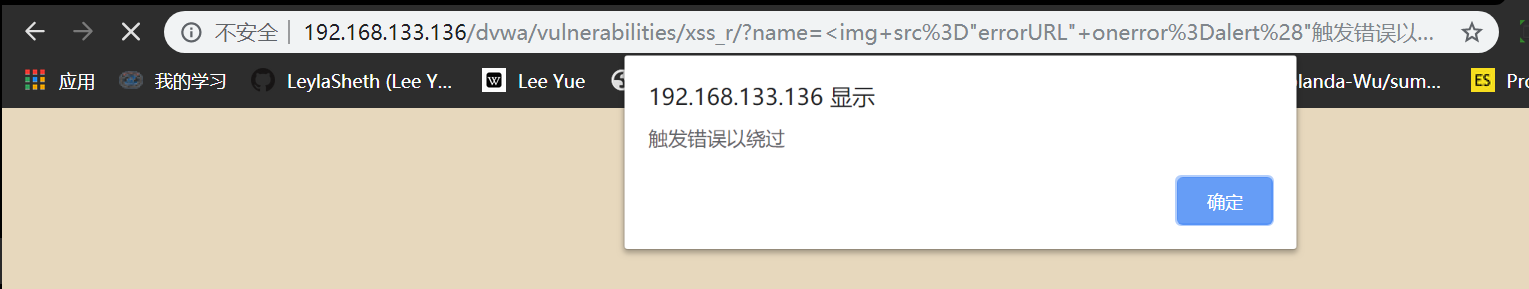 不安全 192.168.133.136/dvwa/vulnerabilities/xss_r/?name=<img+src%3D"errorURL"+onerror%3Dalert%28"触发错误以...
应用 我的学习 LeylaSheth (Lee Y... W Lee Yue olanda-Wu/sum... ES Pro
192.168.133.136 显示
触发错误以绕过
确定